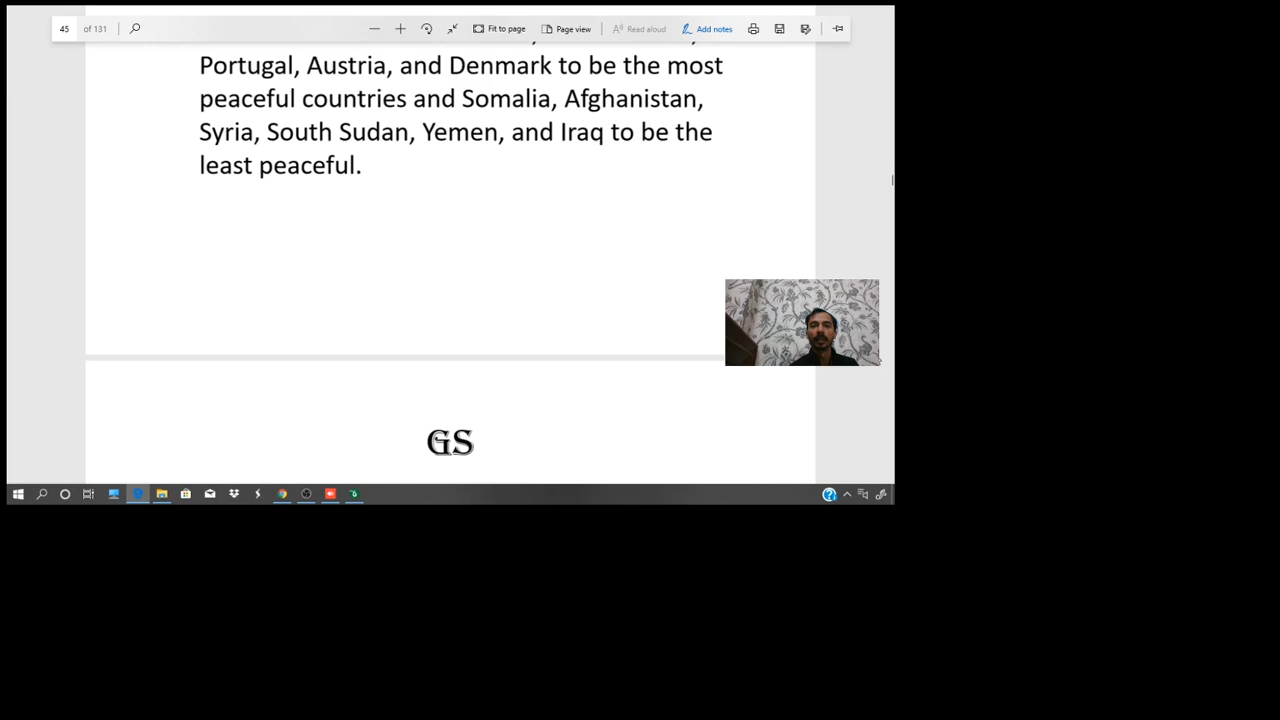 45 of 131 Fit to page Page view Read aloud Add notes
Portugal, Austria, and Denmark to be the most
peaceful countries and Somalia, Afghanistan,
Syria, South Sudan, Yemen, and Iraq to be the
least peaceful.
GS